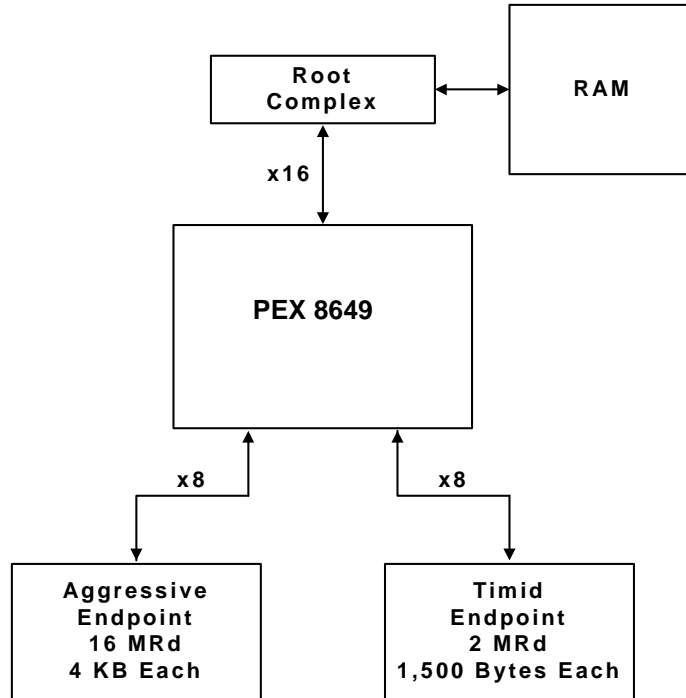 Root
Complex
RAM
x16
PEX 8649
x8
x8
Aggressive
Endpoint
16 MRd
4 KB Each
Timid
Endpoint
2 MRd
1,500 Bytes Each